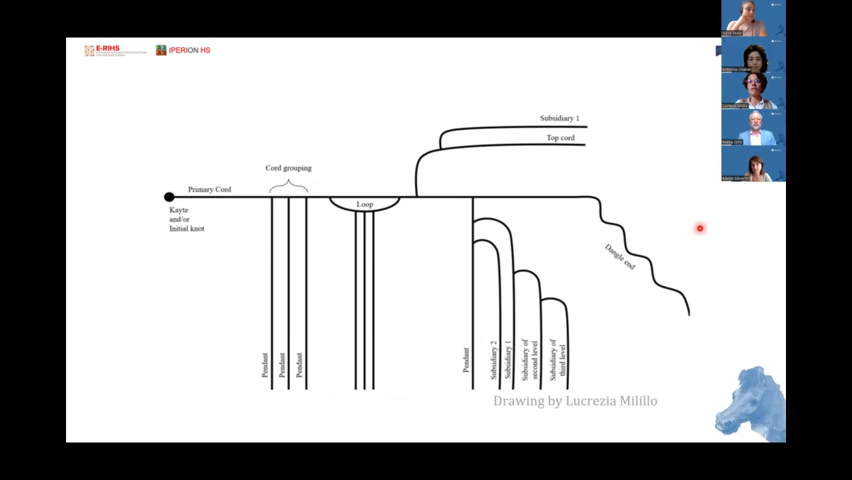 E-RIHS
IPERION HS
Subsidiary 1
Top cord
Cord grouping
Primary Cord
Loop
Kayte
and/or
Initial knot
Dangle end
Pendant
Pendant
Pendant
Pendant
Subsidiary 2
Subsidiary 1
Subsidiary of
second level
Subsidiary of
third level
Drawing by Lucrezia Milillo